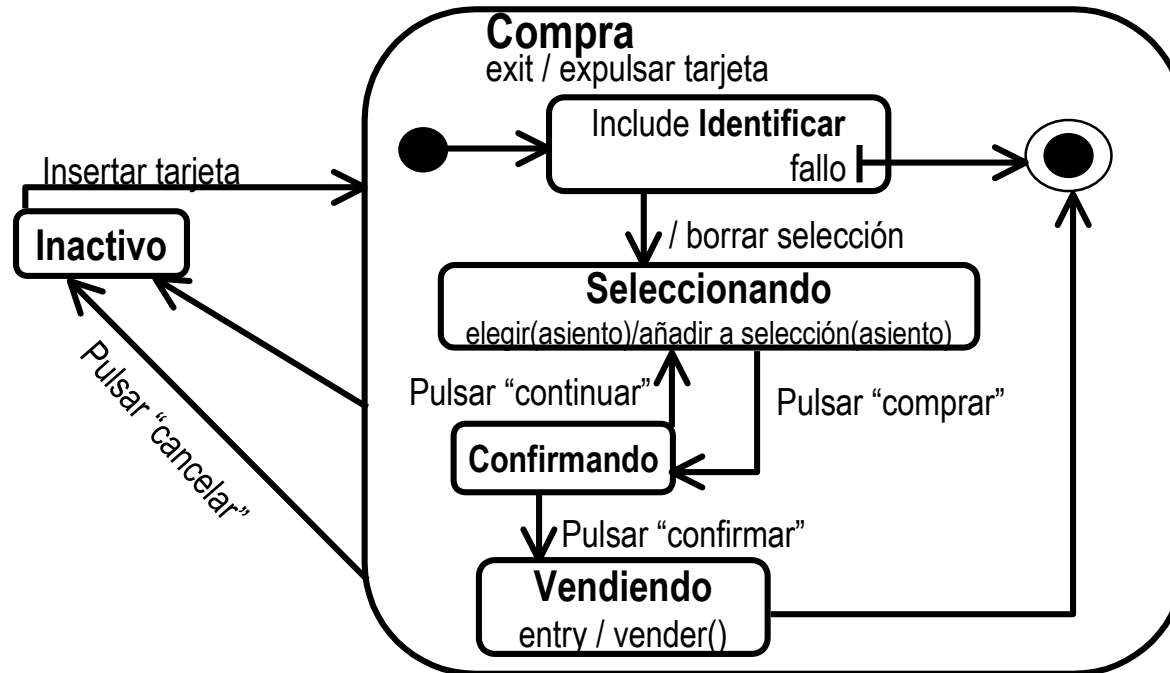 Compra
exit / expulsar tarjeta
Include Identificar
fallo
Insertar tarjeta
Inactivo
/ borrar selección
Seleccionando
elegir(asiento)/añadir a selección(asiento)
Pulsar “continuar”
Pulsar “comprar”
Pulsar “cancelar”
Confirmando
Pulsar “confirmar”
Vendiendo
entry / vender()